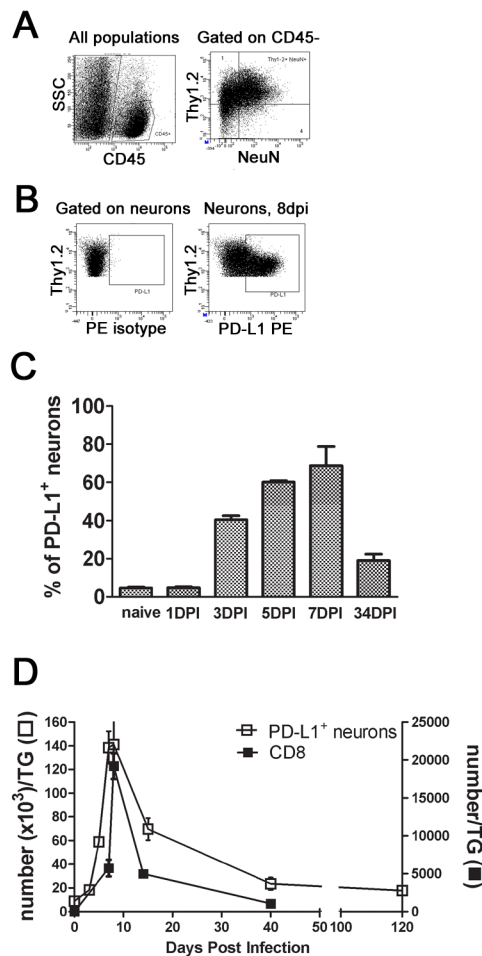 A
All populations
Gated on CD45-
SSC
CD45+
CD45
Thy1.2
1
Thy1-2+ NeuN+
4
NeuN
B
Gated on neurons
Neurons, 8dpi
Thy1.2
PD-L1
PE isotype
Thy1.2
PD-L1
PD-L1 PE
C
% of PD-L1+ neurons
100
80
60
40
20
0
naive 1DPI 3DPI 5DPI 7DPI 34DPI
D
number (x10³)/TG (□)
160
140
120
100
80
60
40
20
0
PD-L1+ neurons
CD8
25000
20000
15000
10000
5000
0
number/TG (■)
0 10 20 30 40 50 100 120
Days Post Infection